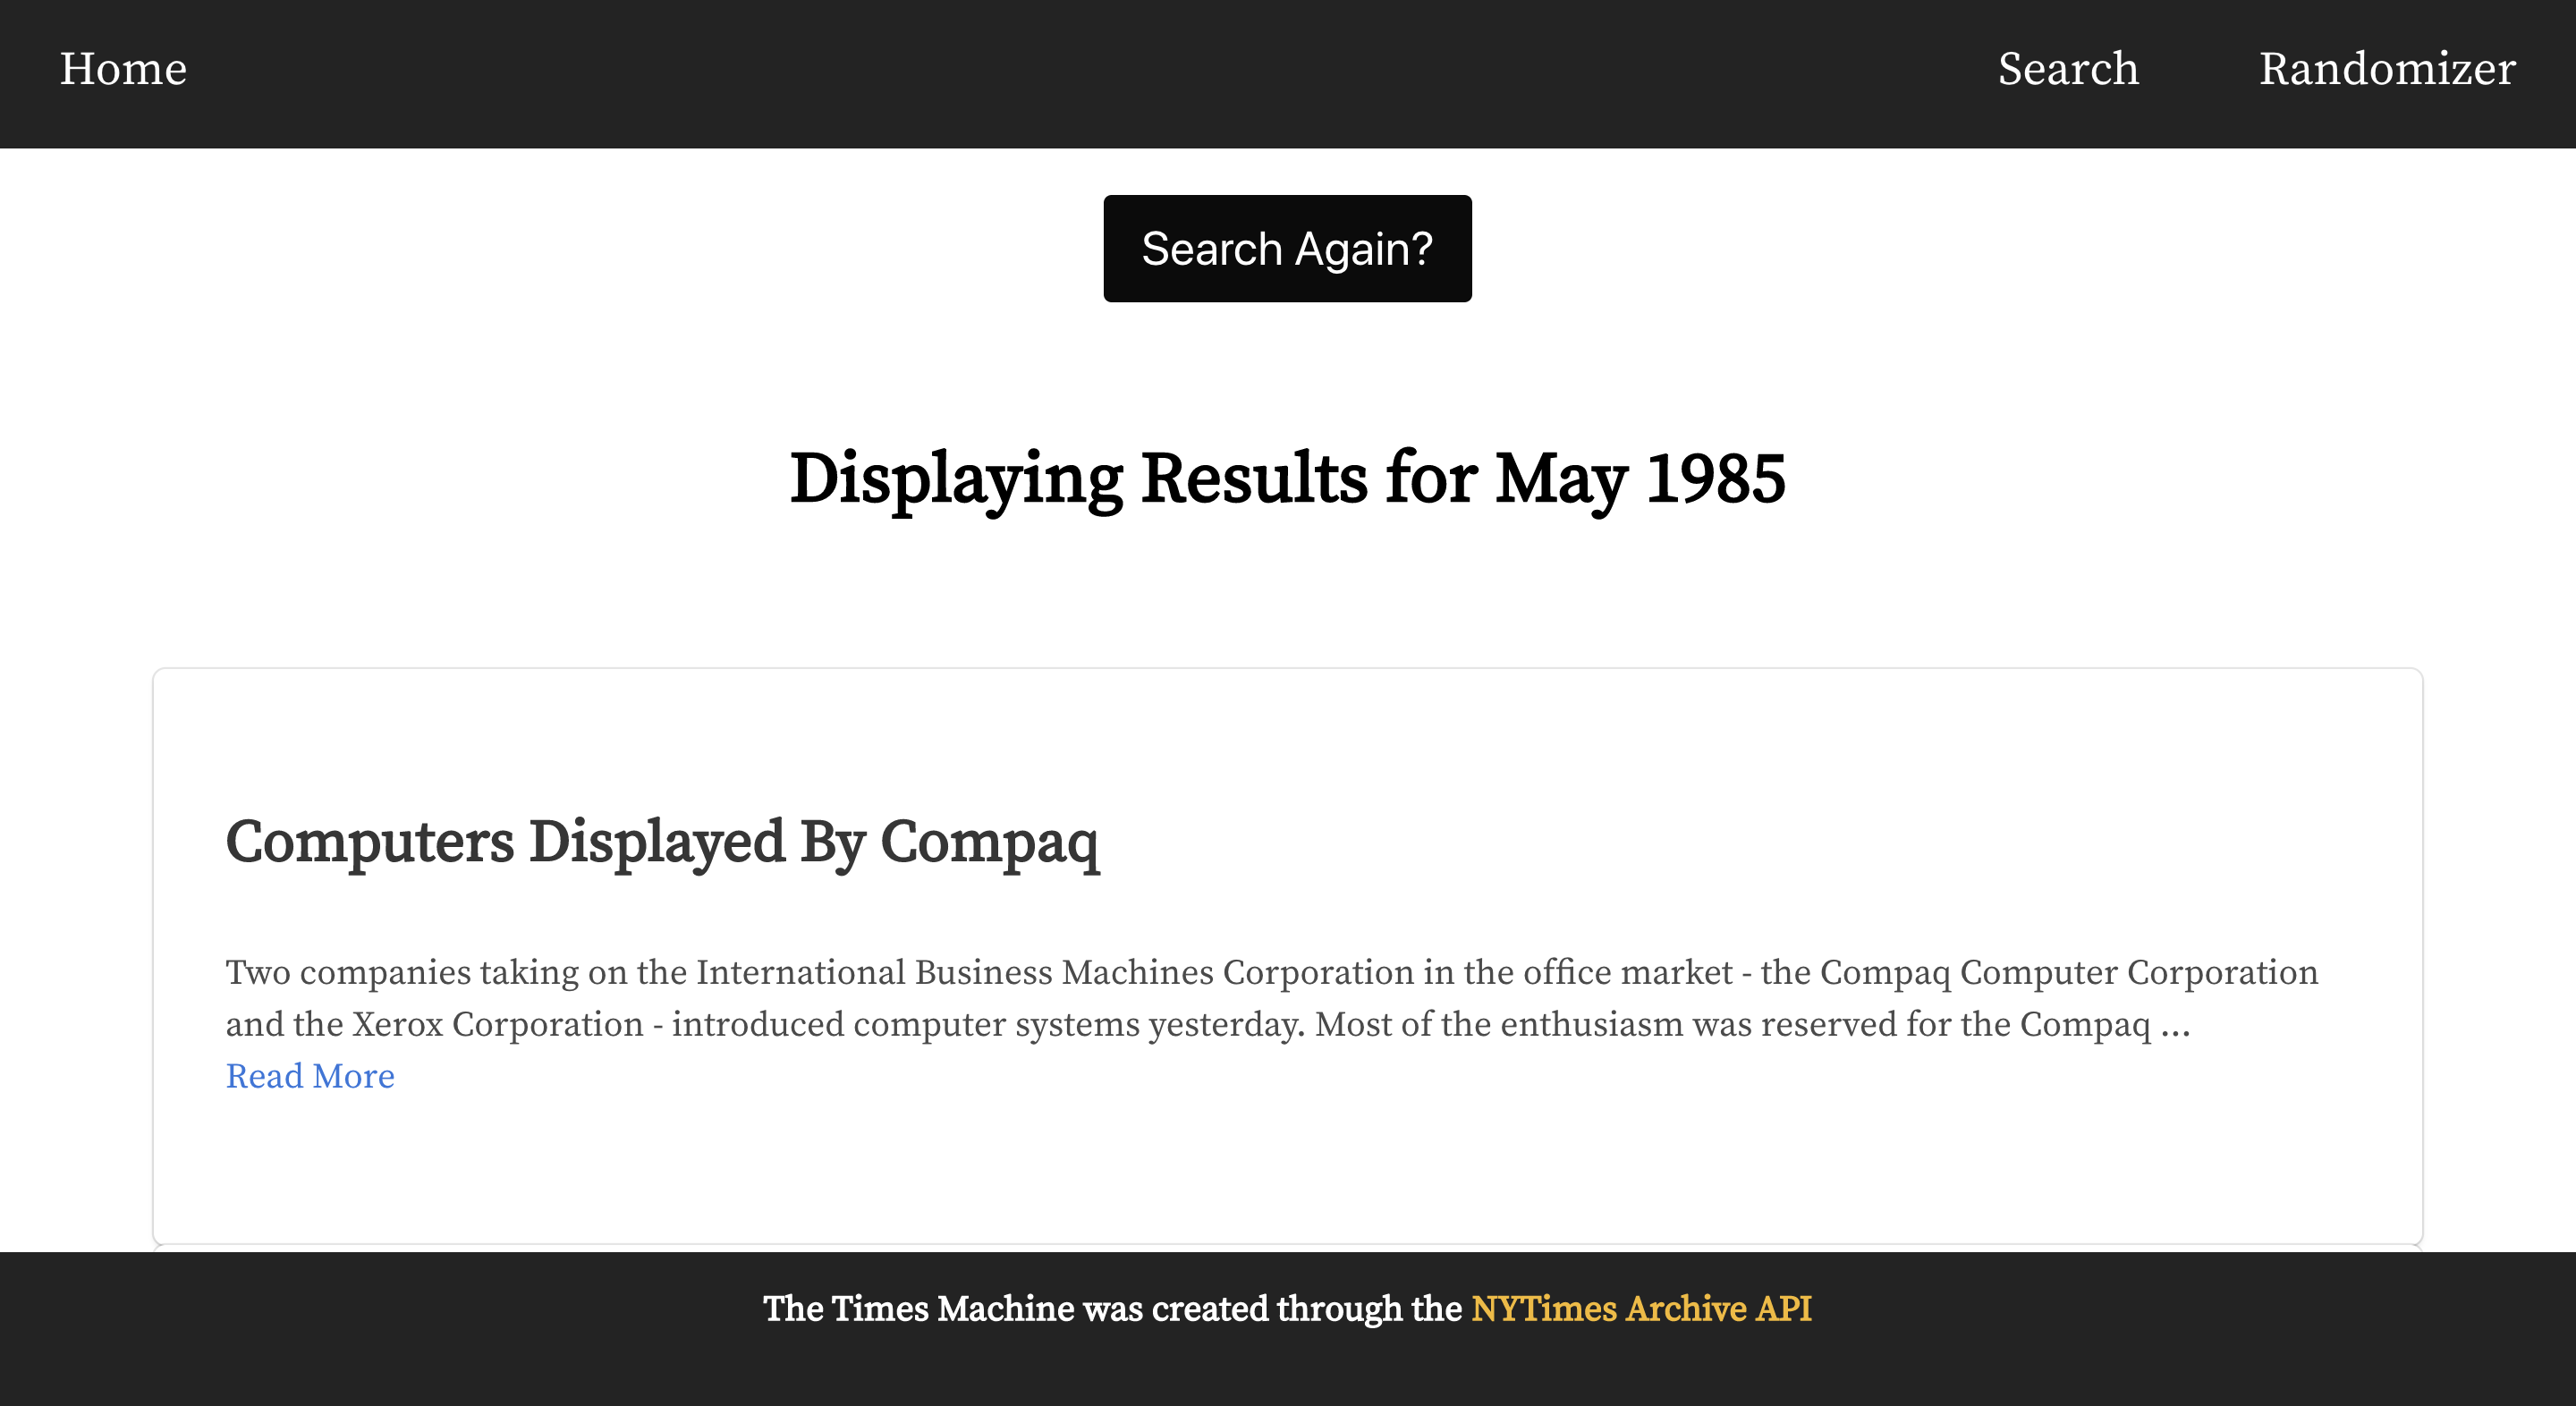 Home
Search
Randomizer
Search Again?
Displaying Results for May 1985
Computers Displayed By Compaq
Two companies taking on the International Business Machines Corporation in the office market - the Compaq Computer Corporation
and the Xerox Corporation - introduced computer systems yesterday. Most of the enthusiasm was reserved for the Compaq ...
Read More
The Times Machine was created through the NYTimes Archive API